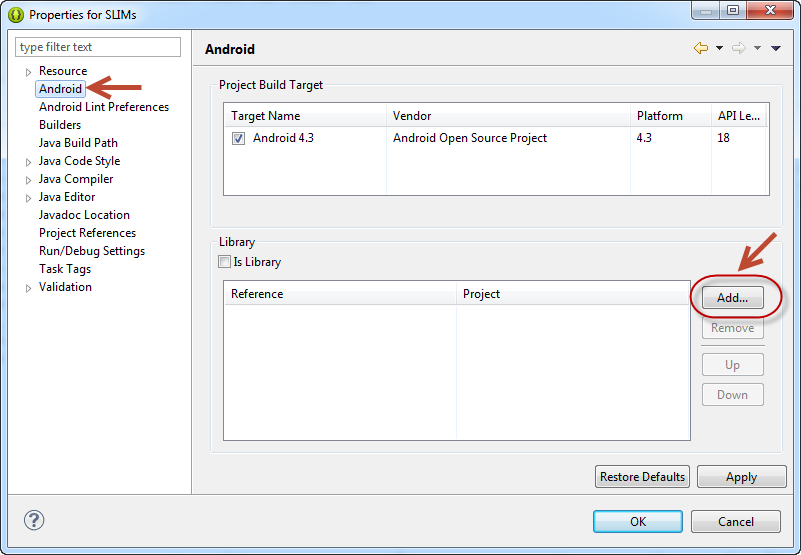 Properties for SLIMs
type filter text
Resource
Android
Android Lint Preferences
Builders
Java Build Path
Java Code Style
Java Compiler
Java Editor
Javadoc Location
Project References
Run/Debug Settings
Task Tags
Validation
Android
Project Build Target
Target Name Vendor Platform API Le...
Android 4.3 Android Open Source Project 4.3 18
Library
Is Library
Reference Project
Add...
Remove
Up
Down
Restore Defaults Apply
? OK Cancel